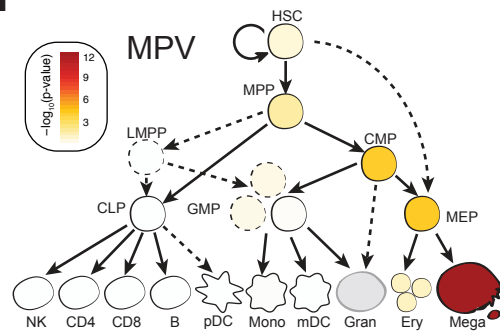 HSC
MPV
−log10(p-value)
12
9
6
3
MPP
LMPP
CMP
CLP
GMP
MEP
NK CD4 CD8 B pDC Mono mDC Gran Ery Mega